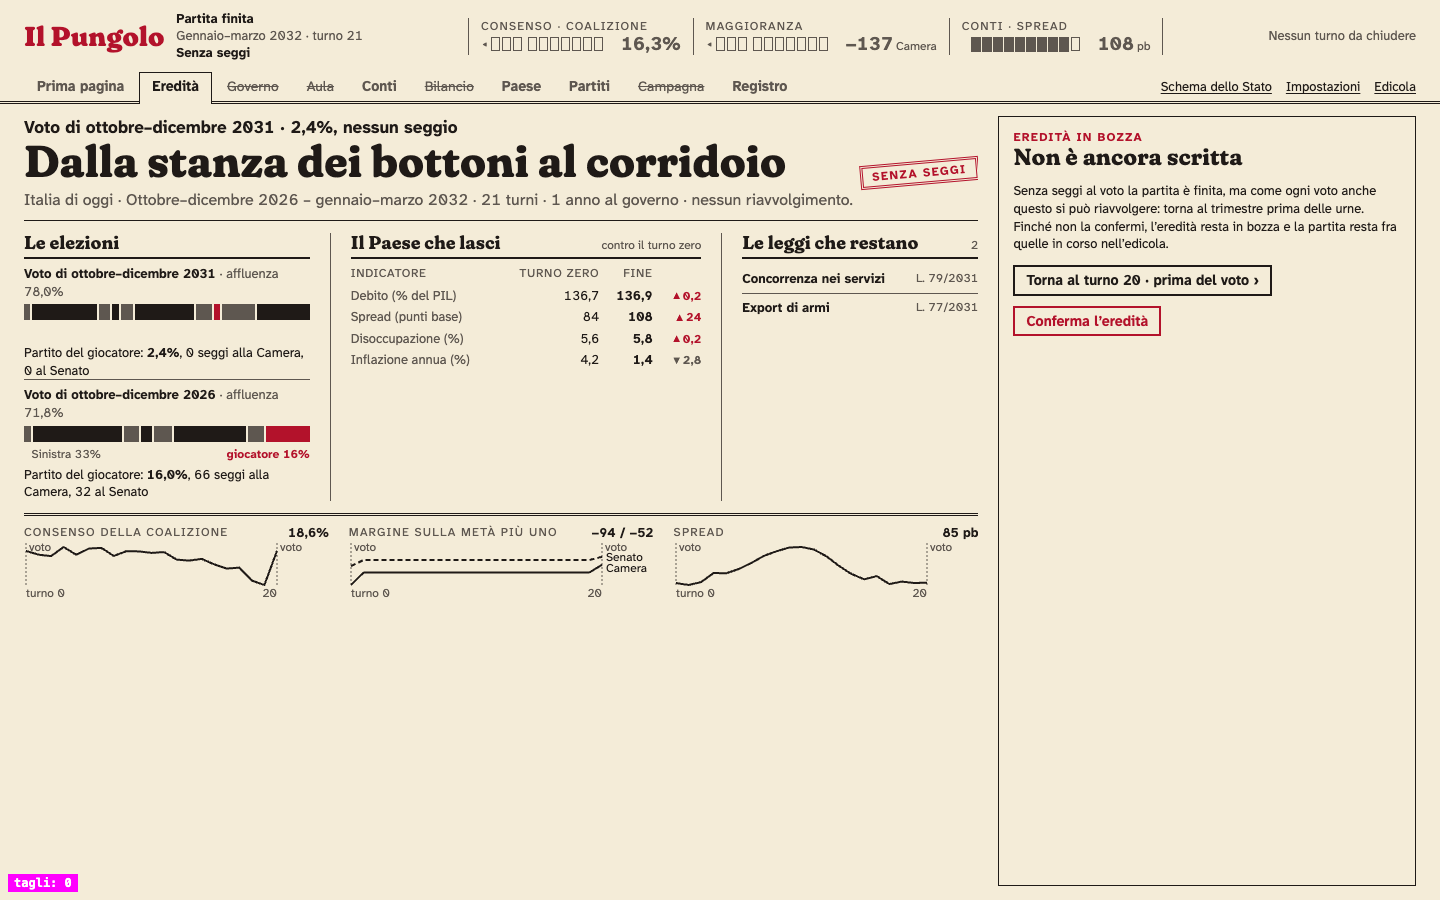 Il Pungolo
Partita finita
Gennaio–marzo 2032 · turno 21
Senza seggi
CONSENSO · COALIZIONE
16,3%
MAGGIORANZA
−137 Camera
CONTI · SPREAD
108 pb
Nessun turno da chiudere
Prima pagina
Eredità
Governo
Aula
Conti
Bilancio
Paese
Partiti
Campagna
Registro
Schema dello Stato
Impostazioni
Edicola
Voto di ottobre–dicembre 2031 · 2,4%, nessun seggio
Dalla stanza dei bottoni al corridoio
SENZA SEGGI
Italia di oggi · Ottobre–dicembre 2026 – gennaio–marzo 2032 · 21 turni · 1 anno al governo · nessun riavvolgimento.
Le elezioni
Voto di ottobre–dicembre 2031 · affluenza
78,0%
Partito del giocatore: 2,4%, 0 seggi alla Camera,
0 al Senato
Voto di ottobre–dicembre 2026 · affluenza
71,8%
Sinistra 33%
giocatore 16%
Partito del giocatore: 16,0%, 66 seggi alla
Camera, 32 al Senato
Il Paese che lasci
contro il turno zero
INDICATORE TURNO ZERO FINE
Debito (% del PIL) 136,7 136,9 ▲0,2
Spread (punti base) 84 108 ▲24
Disoccupazione (%) 5,6 5,8 ▲0,2
Inflazione annua (%) 4,2 1,4 ▼2,8
Le leggi che restano
2
Concorrenza nei servizi L. 79/2031
Export di armi L. 77/2031
CONSENSO DELLA COALIZIONE 18,6%
voto
voto
turno 0
20
MARGINE SULLA METÀ PIÙ UNO −94 / −52
voto
voto
Senato
Camera
turno 0
20
SPREAD 85 pb
voto
voto
turno 0
20
EREDITÀ IN BOZZA
Non è ancora scritta
Senza seggi al voto la partita è finita, ma come ogni voto anche
questo si può riavvolgere: torna al trimestre prima delle urne.
Finché non la confermi, l’eredità resta in bozza e la partita resta fra
quelle in corso nell’edicola.
Torna al turno 20 · prima del voto ›
Conferma l’eredità
tagli: 0